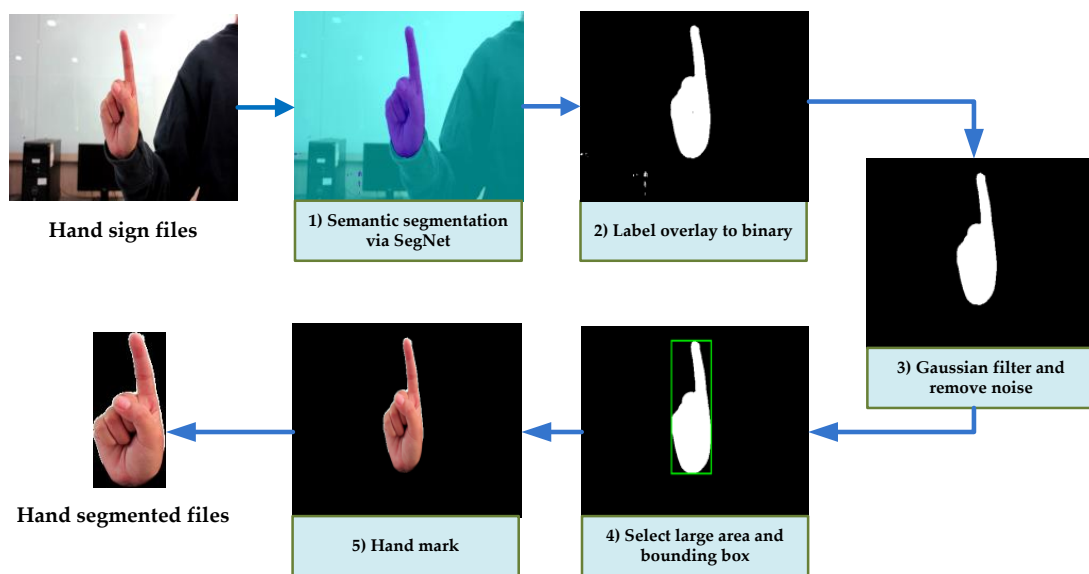 Hand sign files
1) Semantic segmentation
via SegNet
2) Label overlay to binary
3) Gaussian filter and
remove noise
4) Select large area and
bounding box
5) Hand mark
Hand segmented files